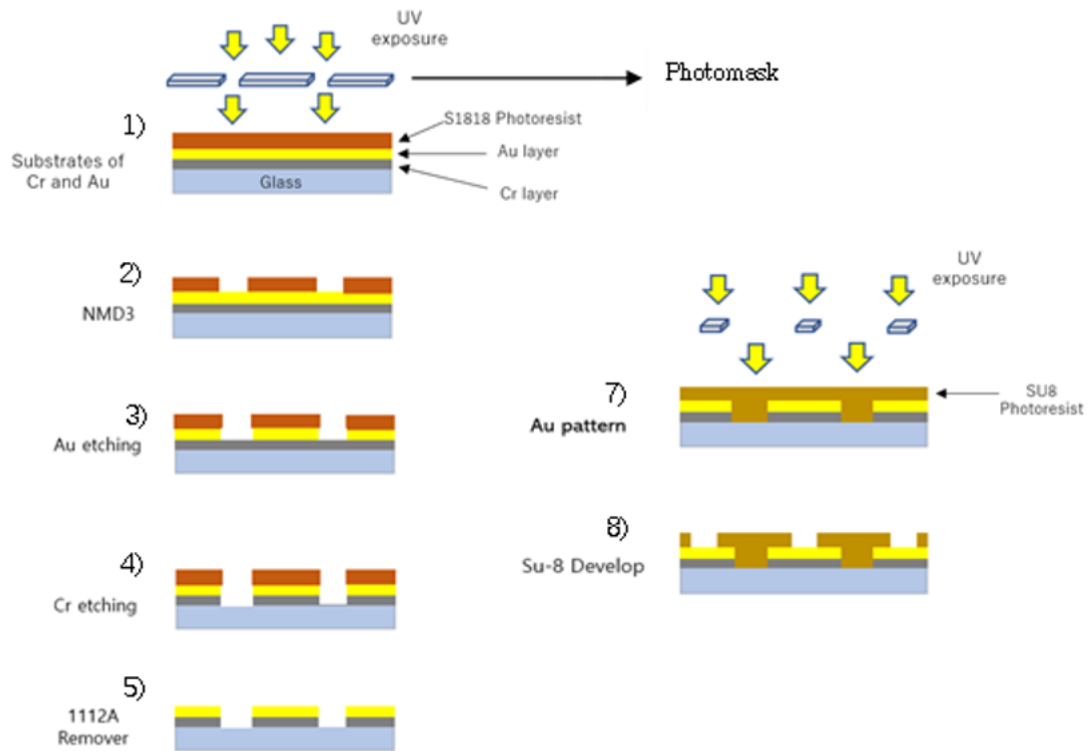 UV
exposure
Photomask
1)
S1818 Photoresist
Substrates of
Cr and Au
Au layer
Glass
Cr layer
2)
NMD3
3)
Au etching
4)
Cr etching
5)
1112A
Remover
UV
exposure
7)
Au pattern
SU8
Photoresist
8)
Su-8 Develop